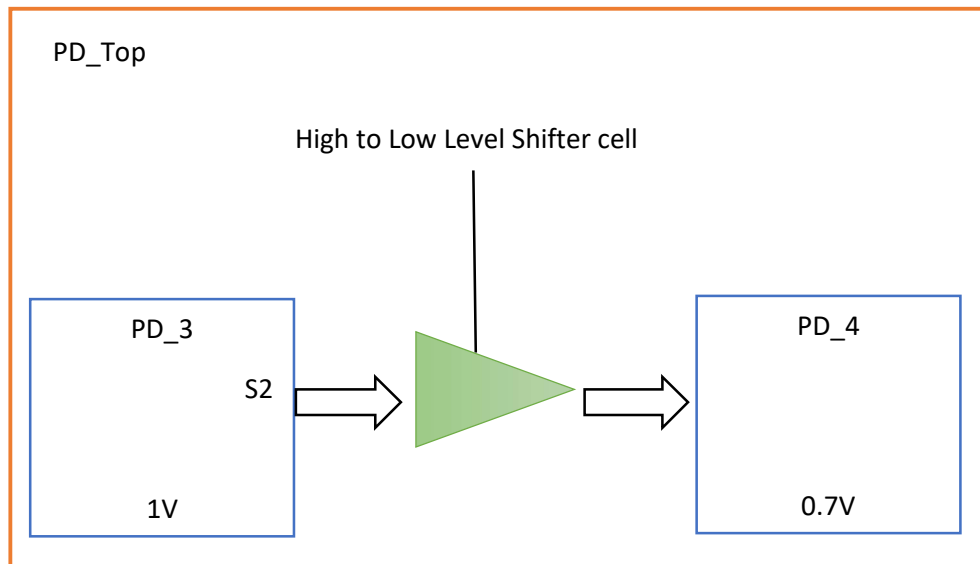 PD_Top
High to Low Level Shifter cell
PD_3
S2
1V
PD_4
0.7V